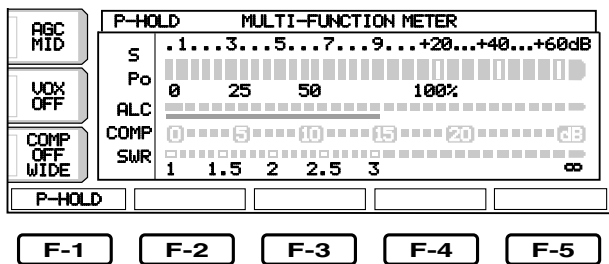 AGC
MID
VOX
OFF
COMP
OFF
WIDE
P-HOLD MULTI-FUNCTION METER
S .1...3...5...7...9...+20...+40...+60dB
Po
0 25 50 100%
ALC
COMP 0 5 10 15 20 dB
SWR
1 1.5 2 2.5 3 ∞
P-HOLD
F-1 F-2 F-3 F-4 F-5